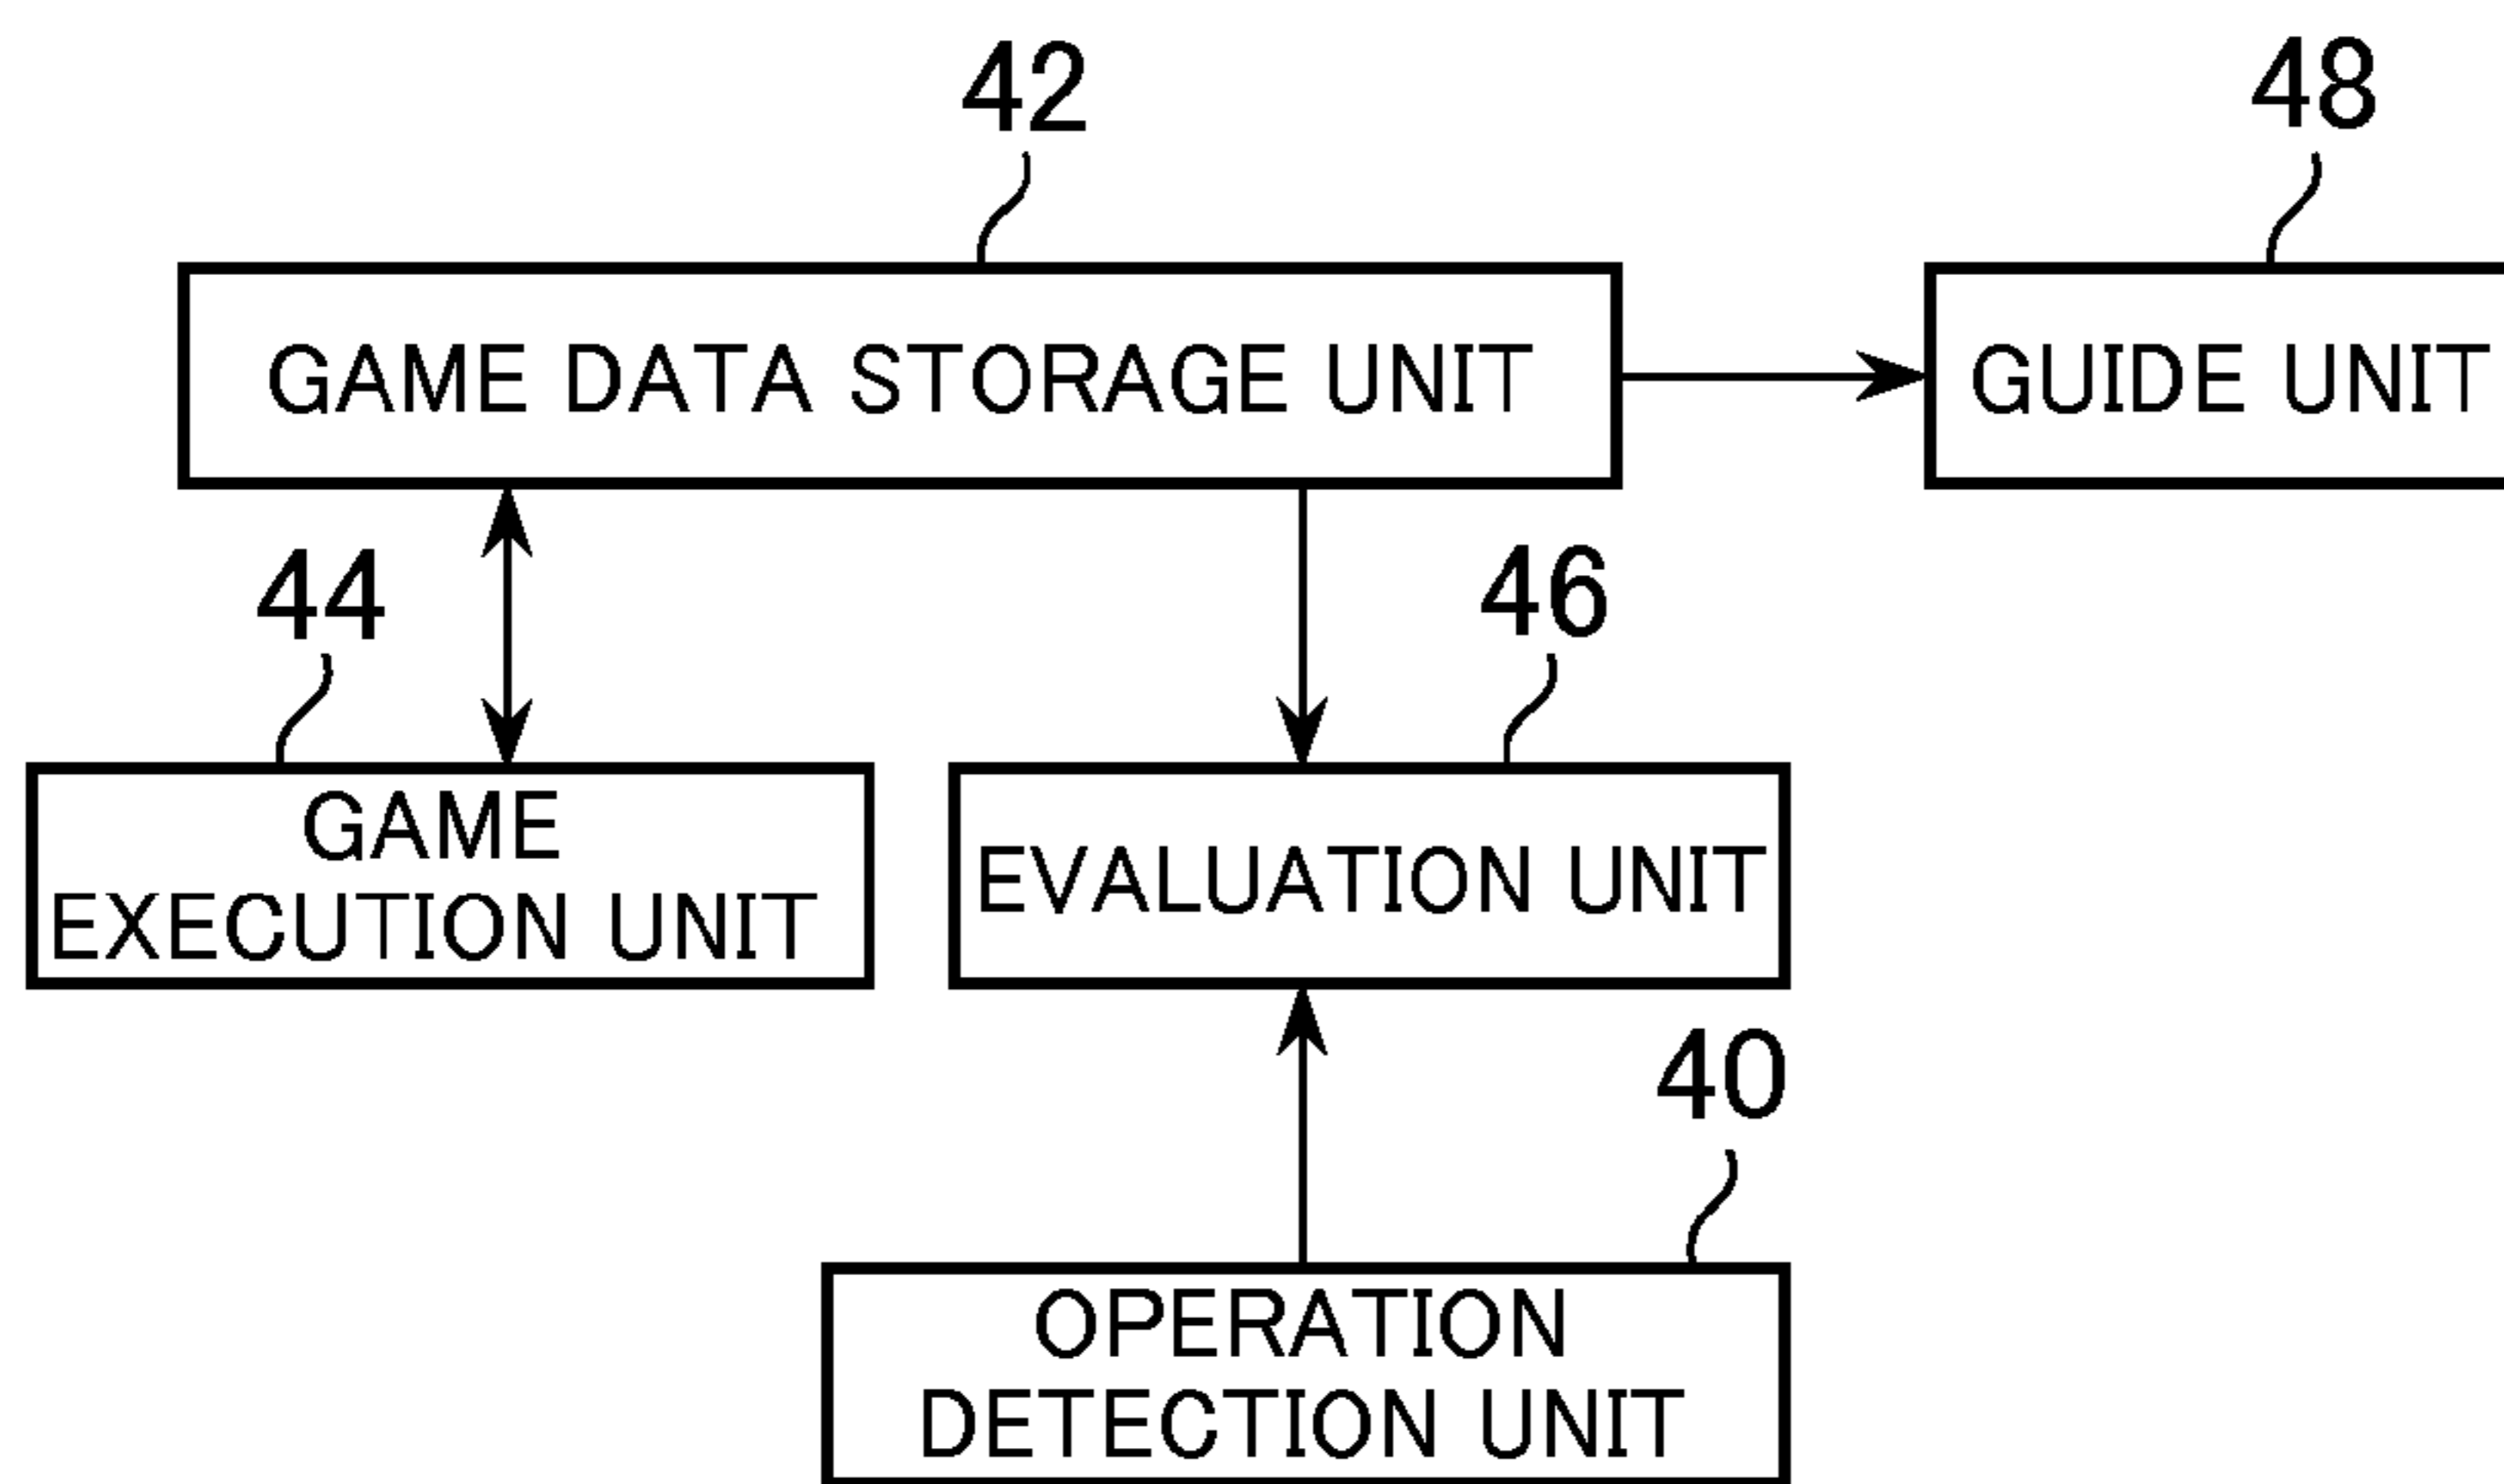 42
48
GAME DATA STORAGE UNIT
GUIDE UNIT
44
46
GAME
EXECUTION UNIT
EVALUATION UNIT
40
OPERATION
DETECTION UNIT